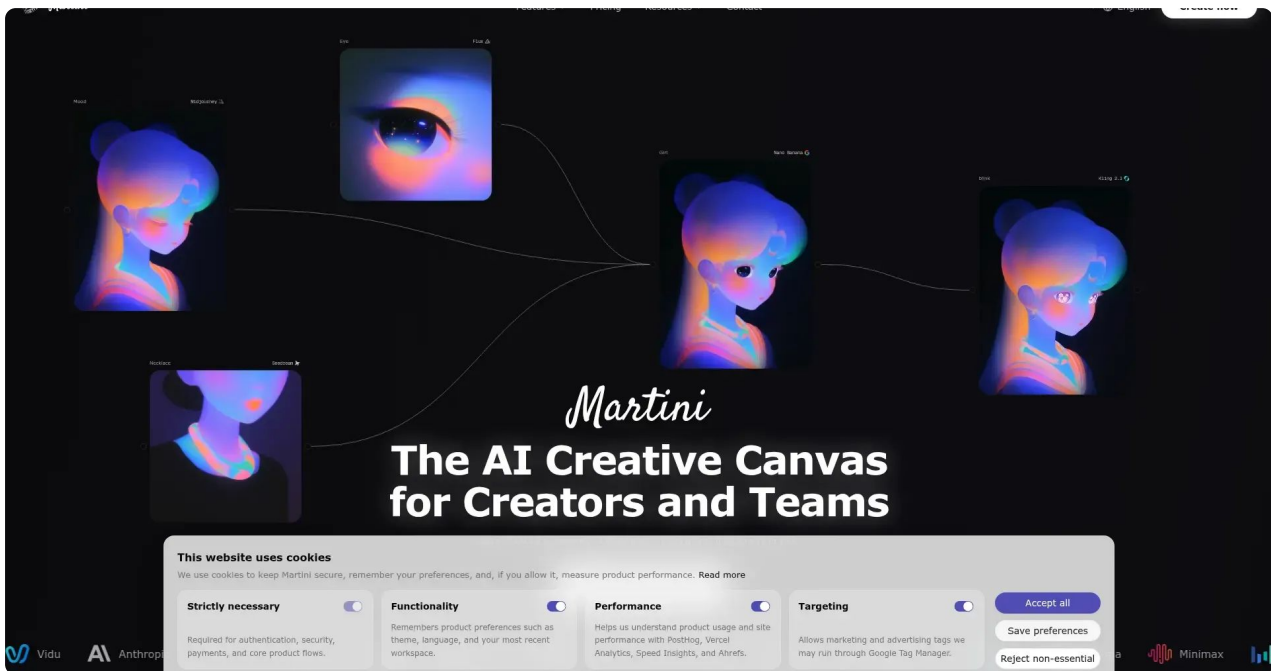 English
Create now
Eye
Flux
Mood
Midjourney
Girl
Nano Banana
Kling 2.1
Necklace
Martini
The AI Creative Canvas
for Creators and Teams
This website uses cookies
We use cookies to keep Martini secure, remember your preferences, and, if you allow it, measure product performance. Read more
Strictly necessary
Required for authentication, security,
payments, and core product flows.
Functionality
Remembers product preferences such as
theme, language, and your most recent
workspace.
Performance
Helps us understand product usage and site
performance with PostHog, Vercel
Analytics, Speed Insights, and Ahrefs.
Targeting
Allows marketing and advertising tags we
may run through Google Tag Manager.
Accept all
Save preferences
Reject non-essential
Vidu
Anthropi
a
Minimax